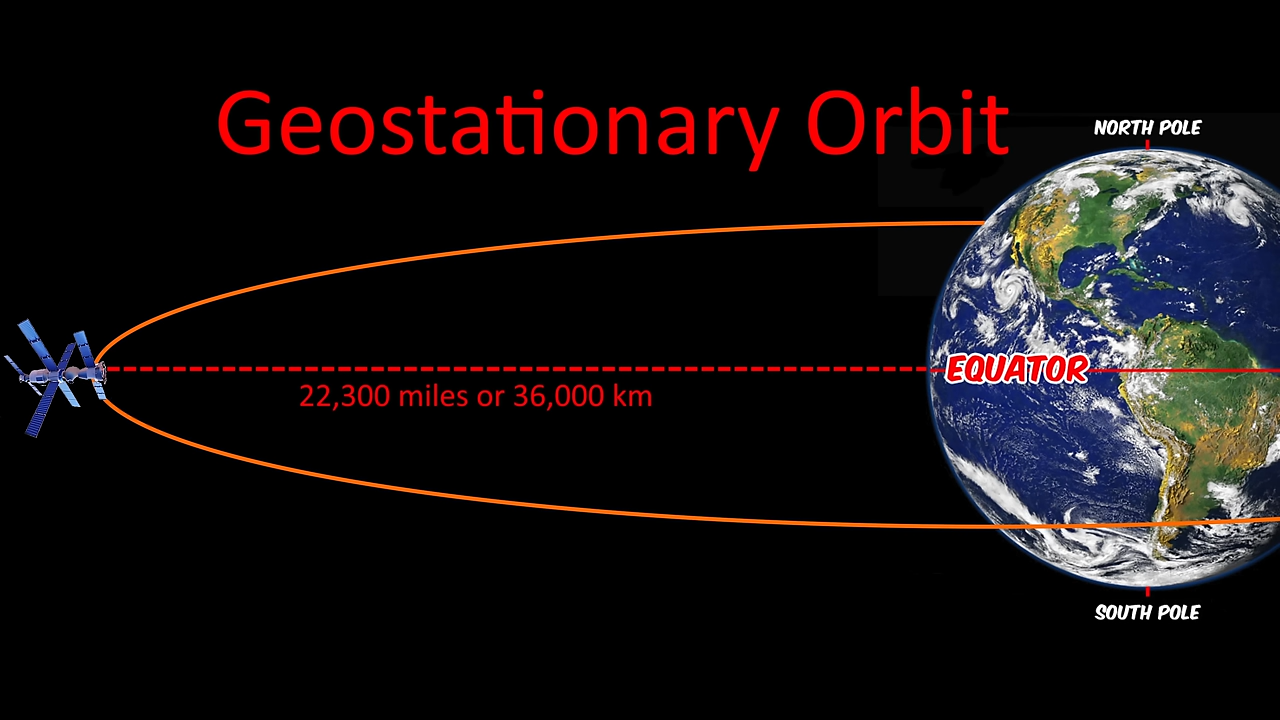 Geostationary Orbit
NORTH POLE
EQUATOR
22,300 miles or 36,000 km
SOUTH POLE